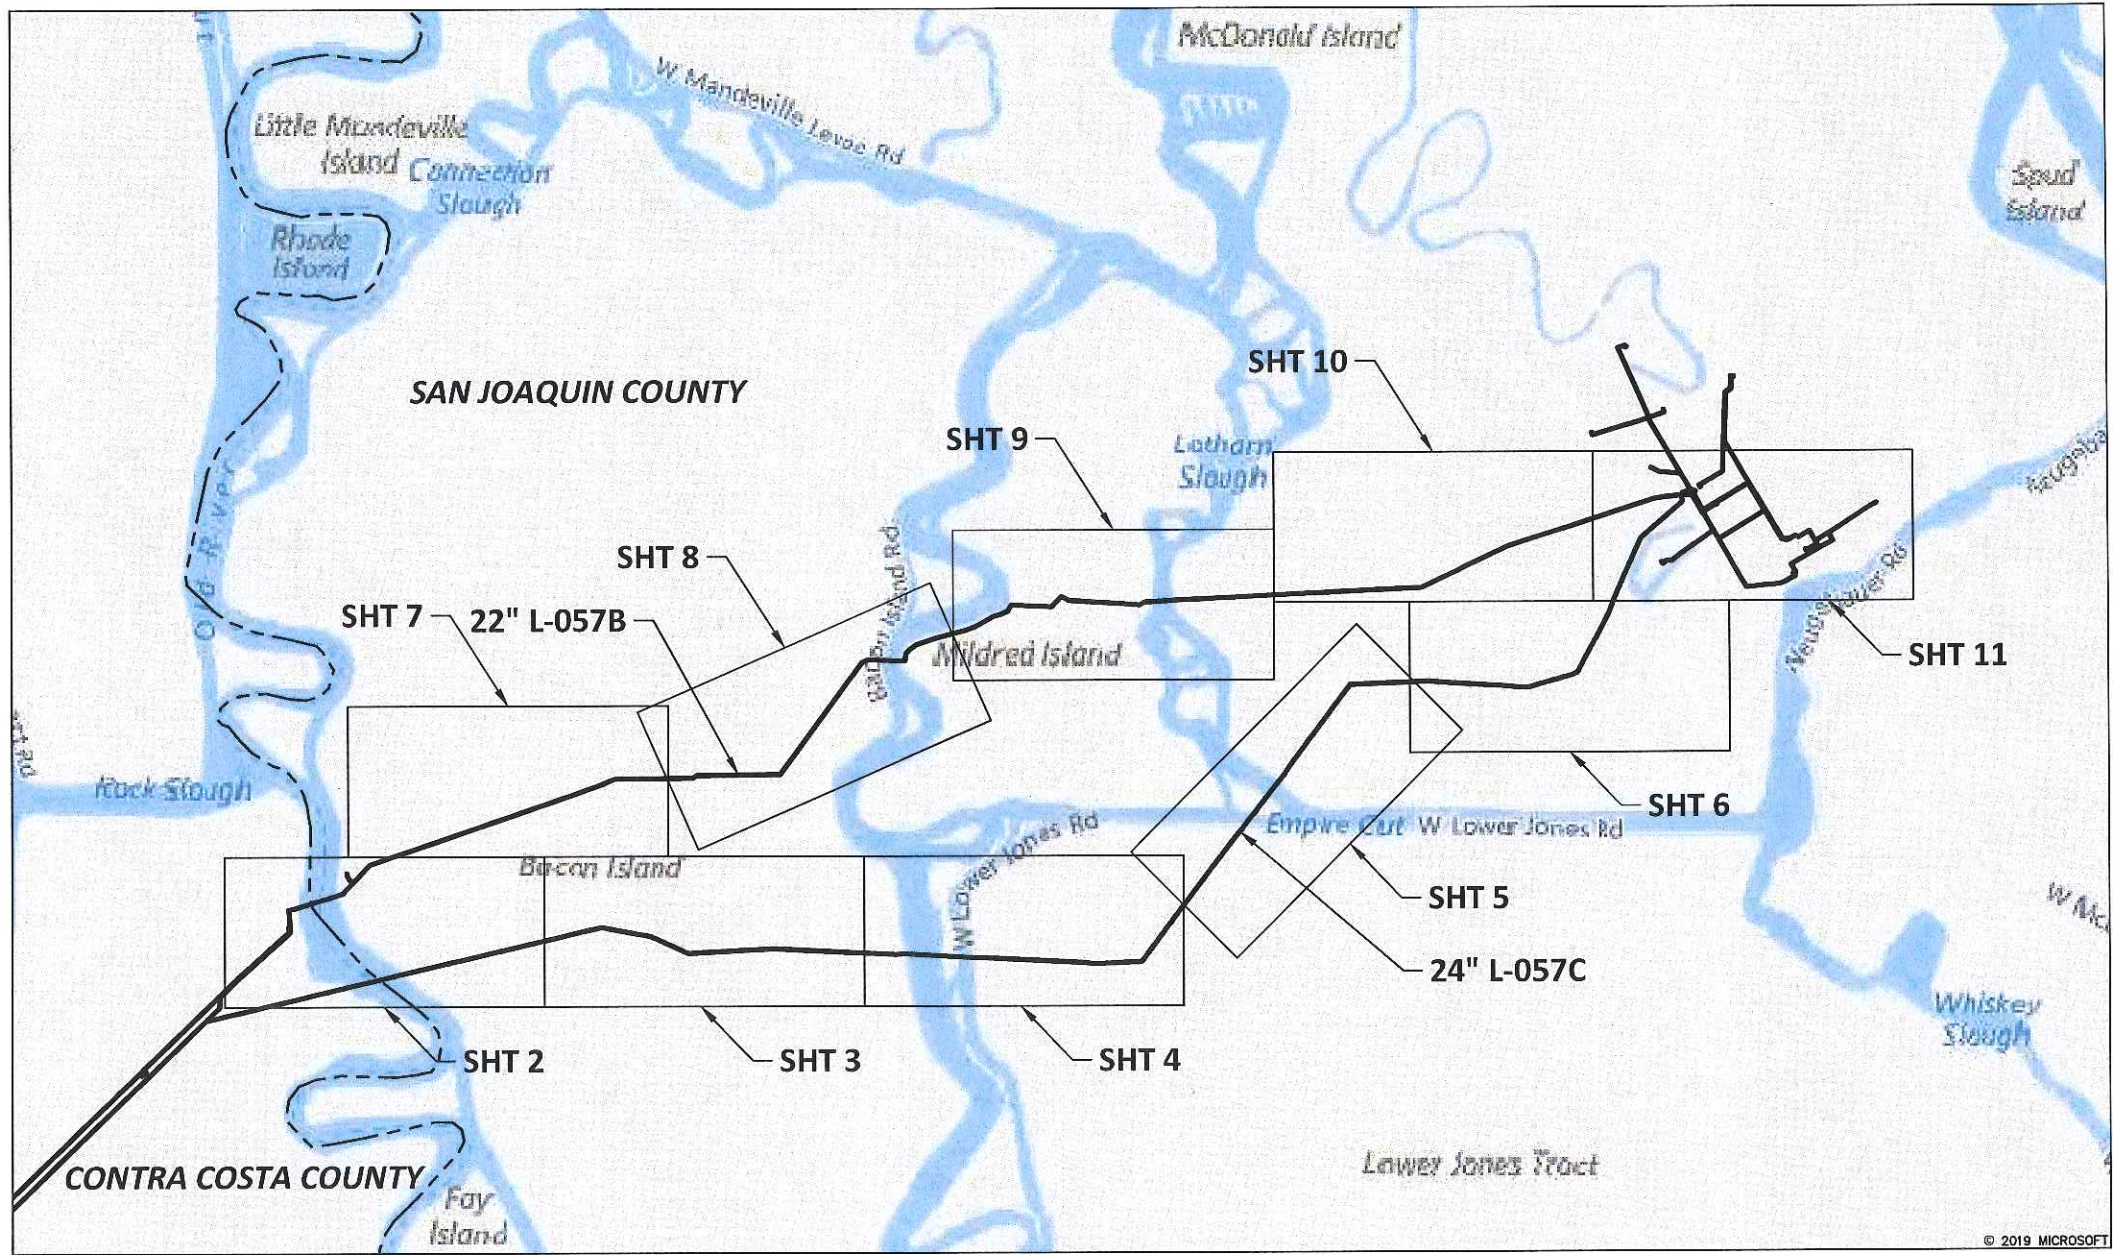 McDonald Island
W Mandeville Levee Rd
Little Mandeville
Island
Connection
Slough
Spud
Island
Rhode
Island
SHT 10
SAN JOAQUIN COUNTY
SHT 9
Latham
Slough
Old River
Bacon Island Rd
SHT 8
SHT 7
22" L-057B
Mildred Island
SHT 11
Rock Slough
SHT 6
W Lower Jones Rd
Empire Cut
W Lower Jones Rd
Bacon Island
SHT 5
W Lower Jones Rd
24" L-057C
Whiskey
Slough
SHT 2
SHT 3
SHT 4
Lower Jones Tract
CONTRA COSTA COUNTY
Fay
Island
© 2019 MICROSOFT